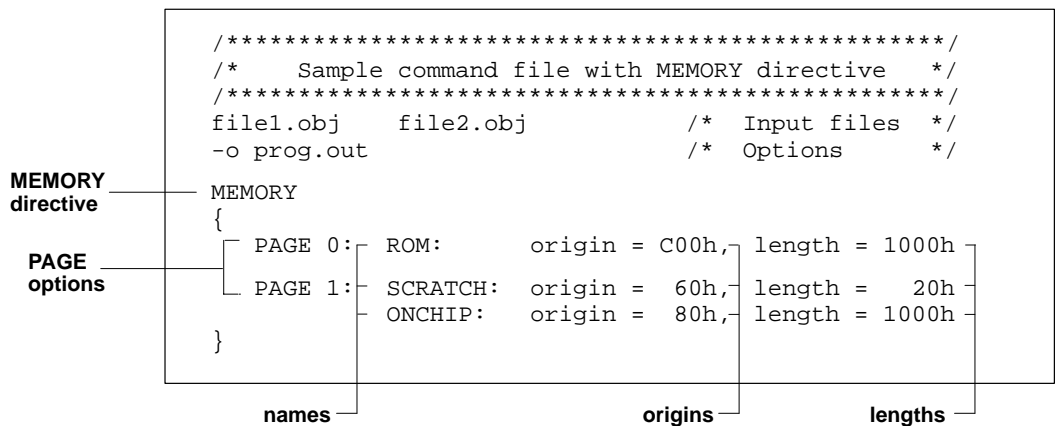 /**************************************************/
/*    Sample command file with MEMORY directive   */
/**************************************************/
file1.obj    file2.obj          /*  Input files  */
-o prog.out                     /*  Options      */
MEMORY
directive
MEMORY
{
PAGE 0: ROM:      origin = C00h, length = 1000h
PAGE
options
PAGE 1: SCRATCH:  origin =  60h, length =   20h
ONCHIP:   origin =  80h, length = 1000h
}
names origins lengths